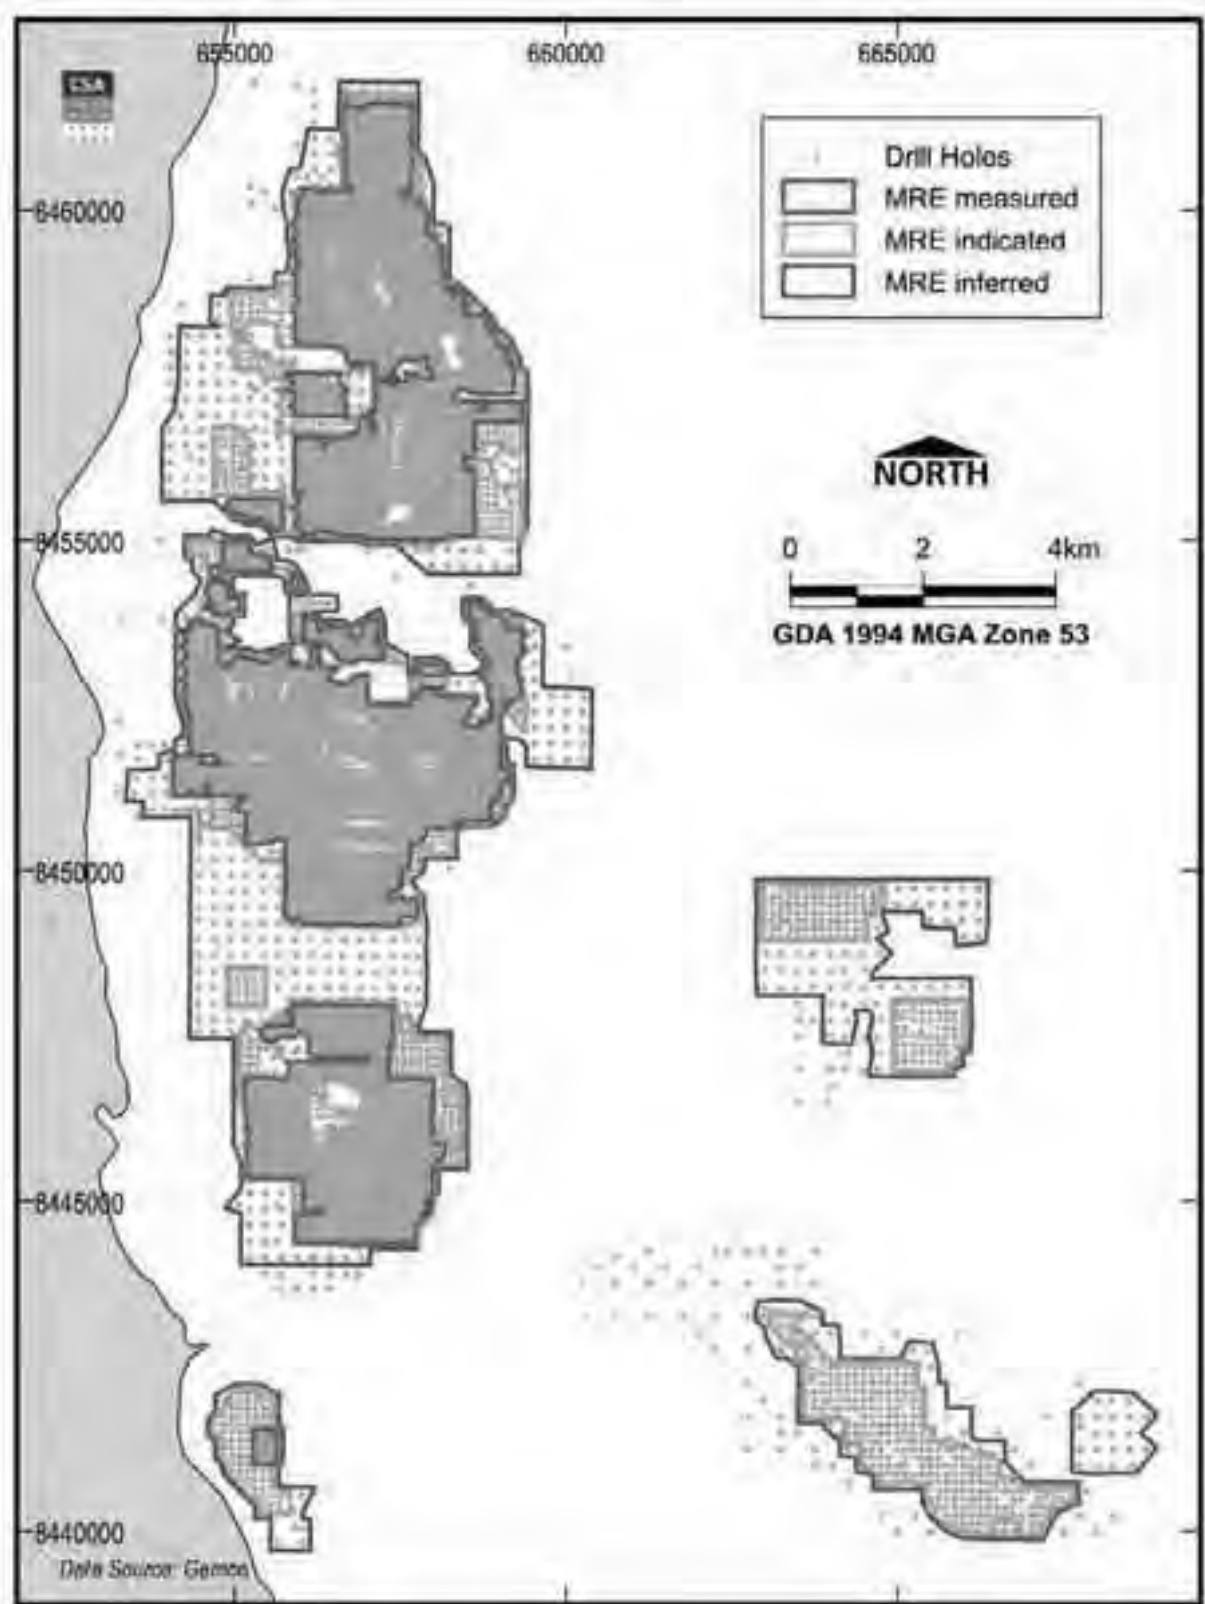 655000 660000 665000
CSA
Drill Holes
MRE measured
MRE indicated
MRE inferred
8460000
NORTH
8455000
0 2 4km
GDA 1994 MGA Zone 53
8450000
8445000
8440000
Data Source: Gemco